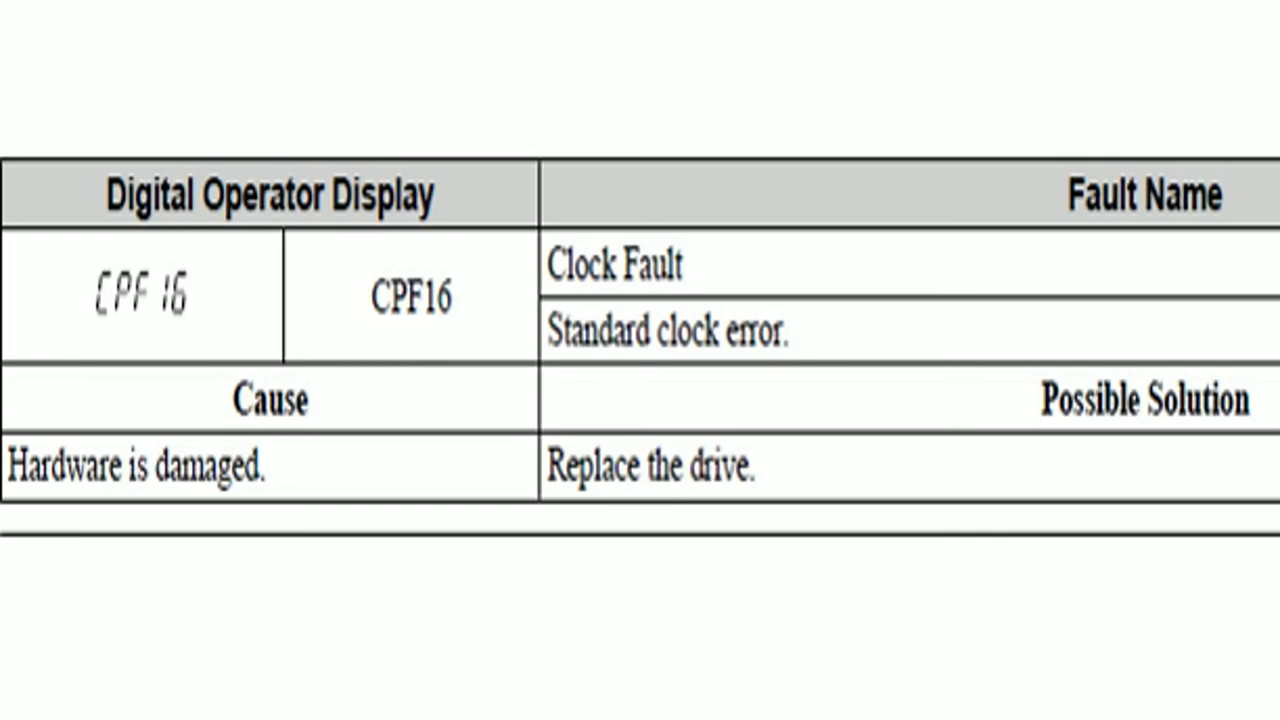 Digital Operator Display Fault Name
CPF16 CPF16 Clock Fault
Standard clock error.
Cause Possible Solution
Hardware is damaged. Replace the drive.